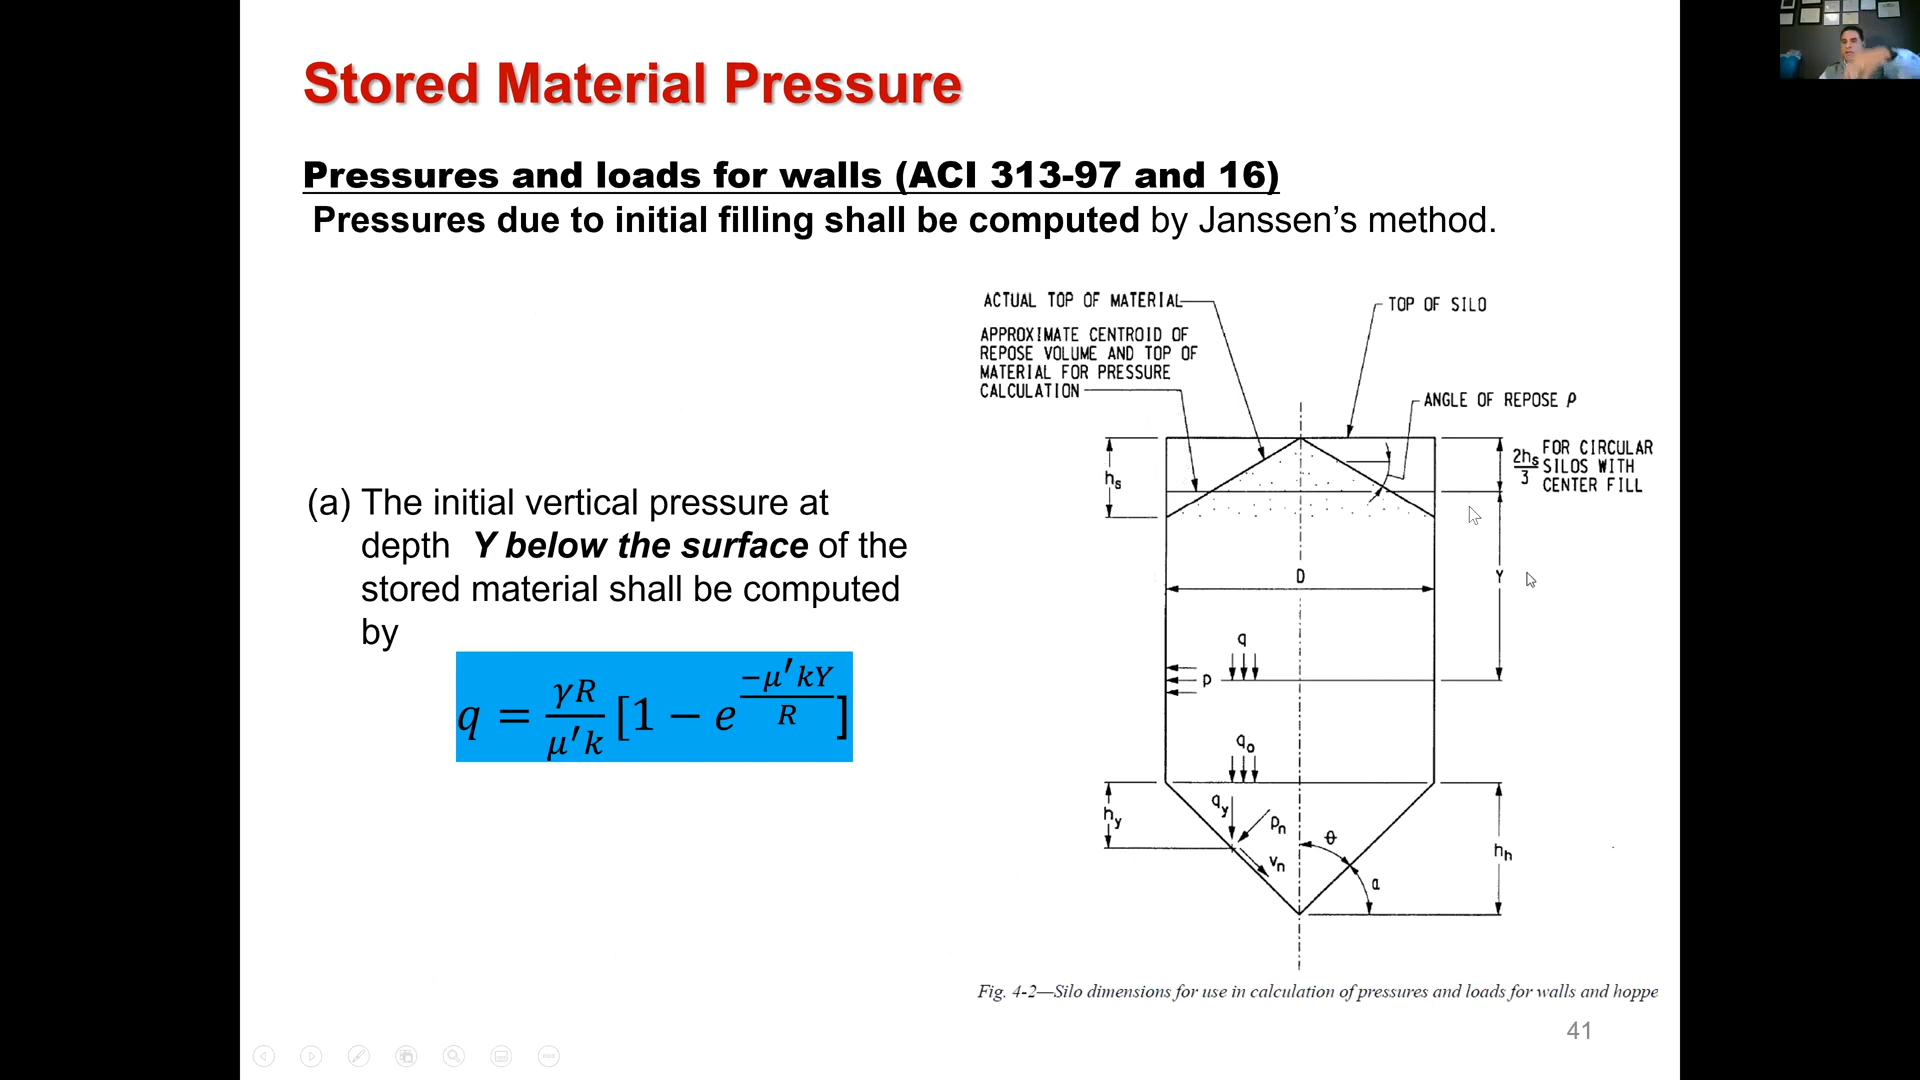 Stored Material Pressure
Pressures and loads for walls (ACI 313-97 and 16)
Pressures due to initial filling shall be computed by Janssen’s method.
(a) The initial vertical pressure at
depth Y below the surface of the
stored material shall be computed
by
q = γR/μ′k [1 − e^(−μ′kY/R)]
ACTUAL TOP OF MATERIAL
TOP OF SILO
APPROXIMATE CENTROID OF
REPOSE VOLUME AND TOP OF
MATERIAL FOR PRESSURE
CALCULATION
ANGLE OF REPOSE ρ
hs
2hs/3
FOR CIRCULAR
SILOS WITH
CENTER FILL
D
Y
q
p
qo
hy
qy
pn
vn
θ
α
hh
Fig. 4-2—Silo dimensions for use in calculation of pressures and loads for walls and hoppe
41